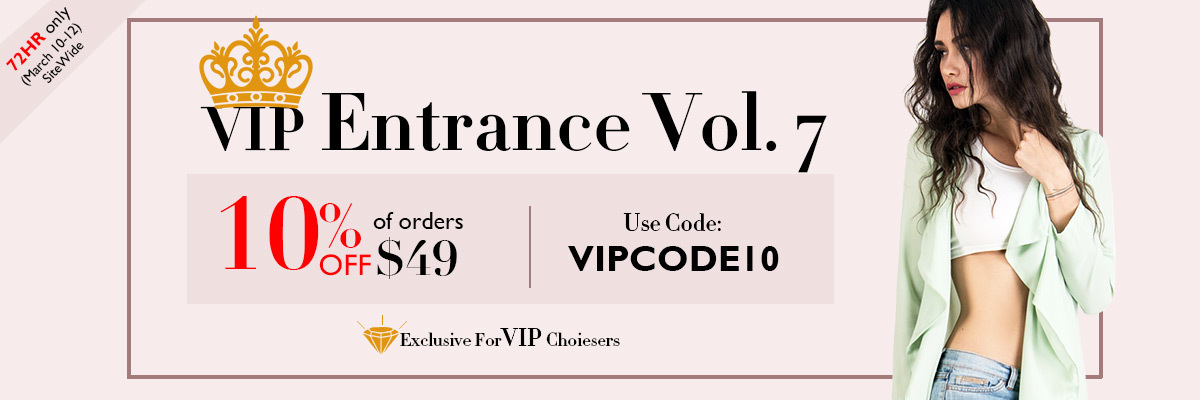 72HR only
(March 10-12)
SiteWide
VIP Entrance Vol. 7
10% OFF of orders $49
Use Code:
VIPCODE10
Exclusive For VIP Choiesers